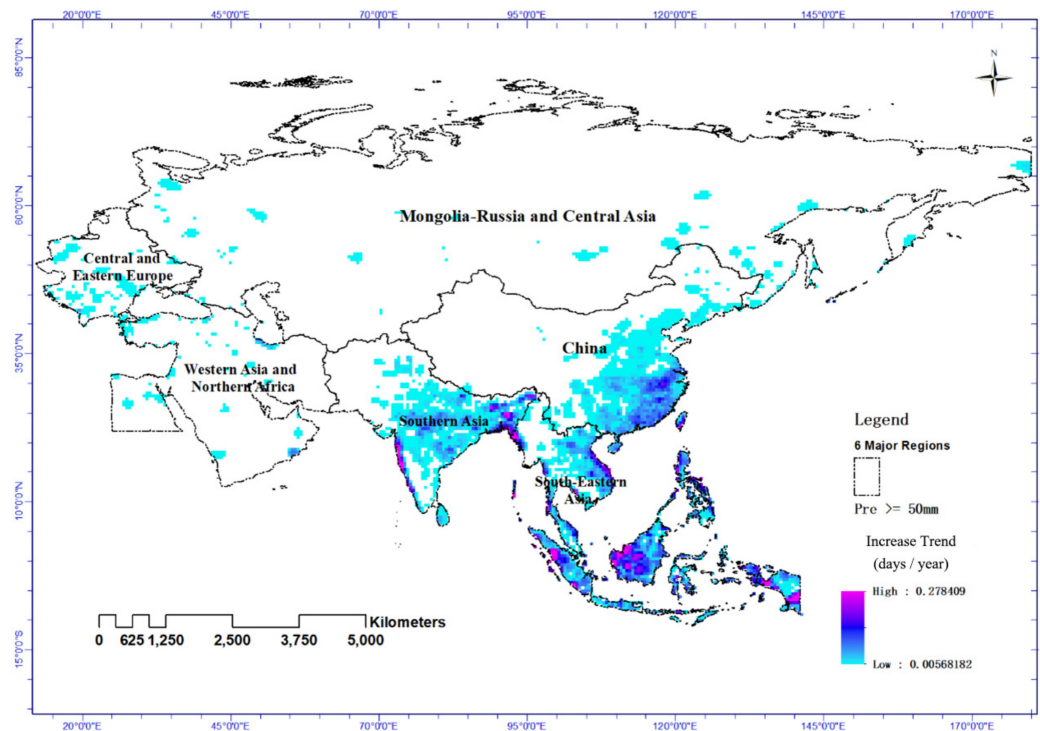 20°0'0"E 45°0'0"E 70°0'0"E 95°0'0"E 120°0'0"E 145°0'0"E 170°0'0"E
85°0'0"N
N
60°0'0"N
Mongolia-Russia and Central Asia
Central and
Eastern Europe
35°0'0"N
China
Western Asia and
Northern Africa
Southern Asia
Legend
6 Major Regions
South-Eastern
Asia
10°0'0"N
Pre >= 50mm
Increase Trend
(days / year)
High : 0.278409
Low : 0.00568182
Kilometers
0 625 1,250 2,500 3,750 5,000
15°0'0"S
20°0'0"E 45°0'0"E 70°0'0"E 95°0'0"E 120°0'0"E 145°0'0"E 170°0'0"E